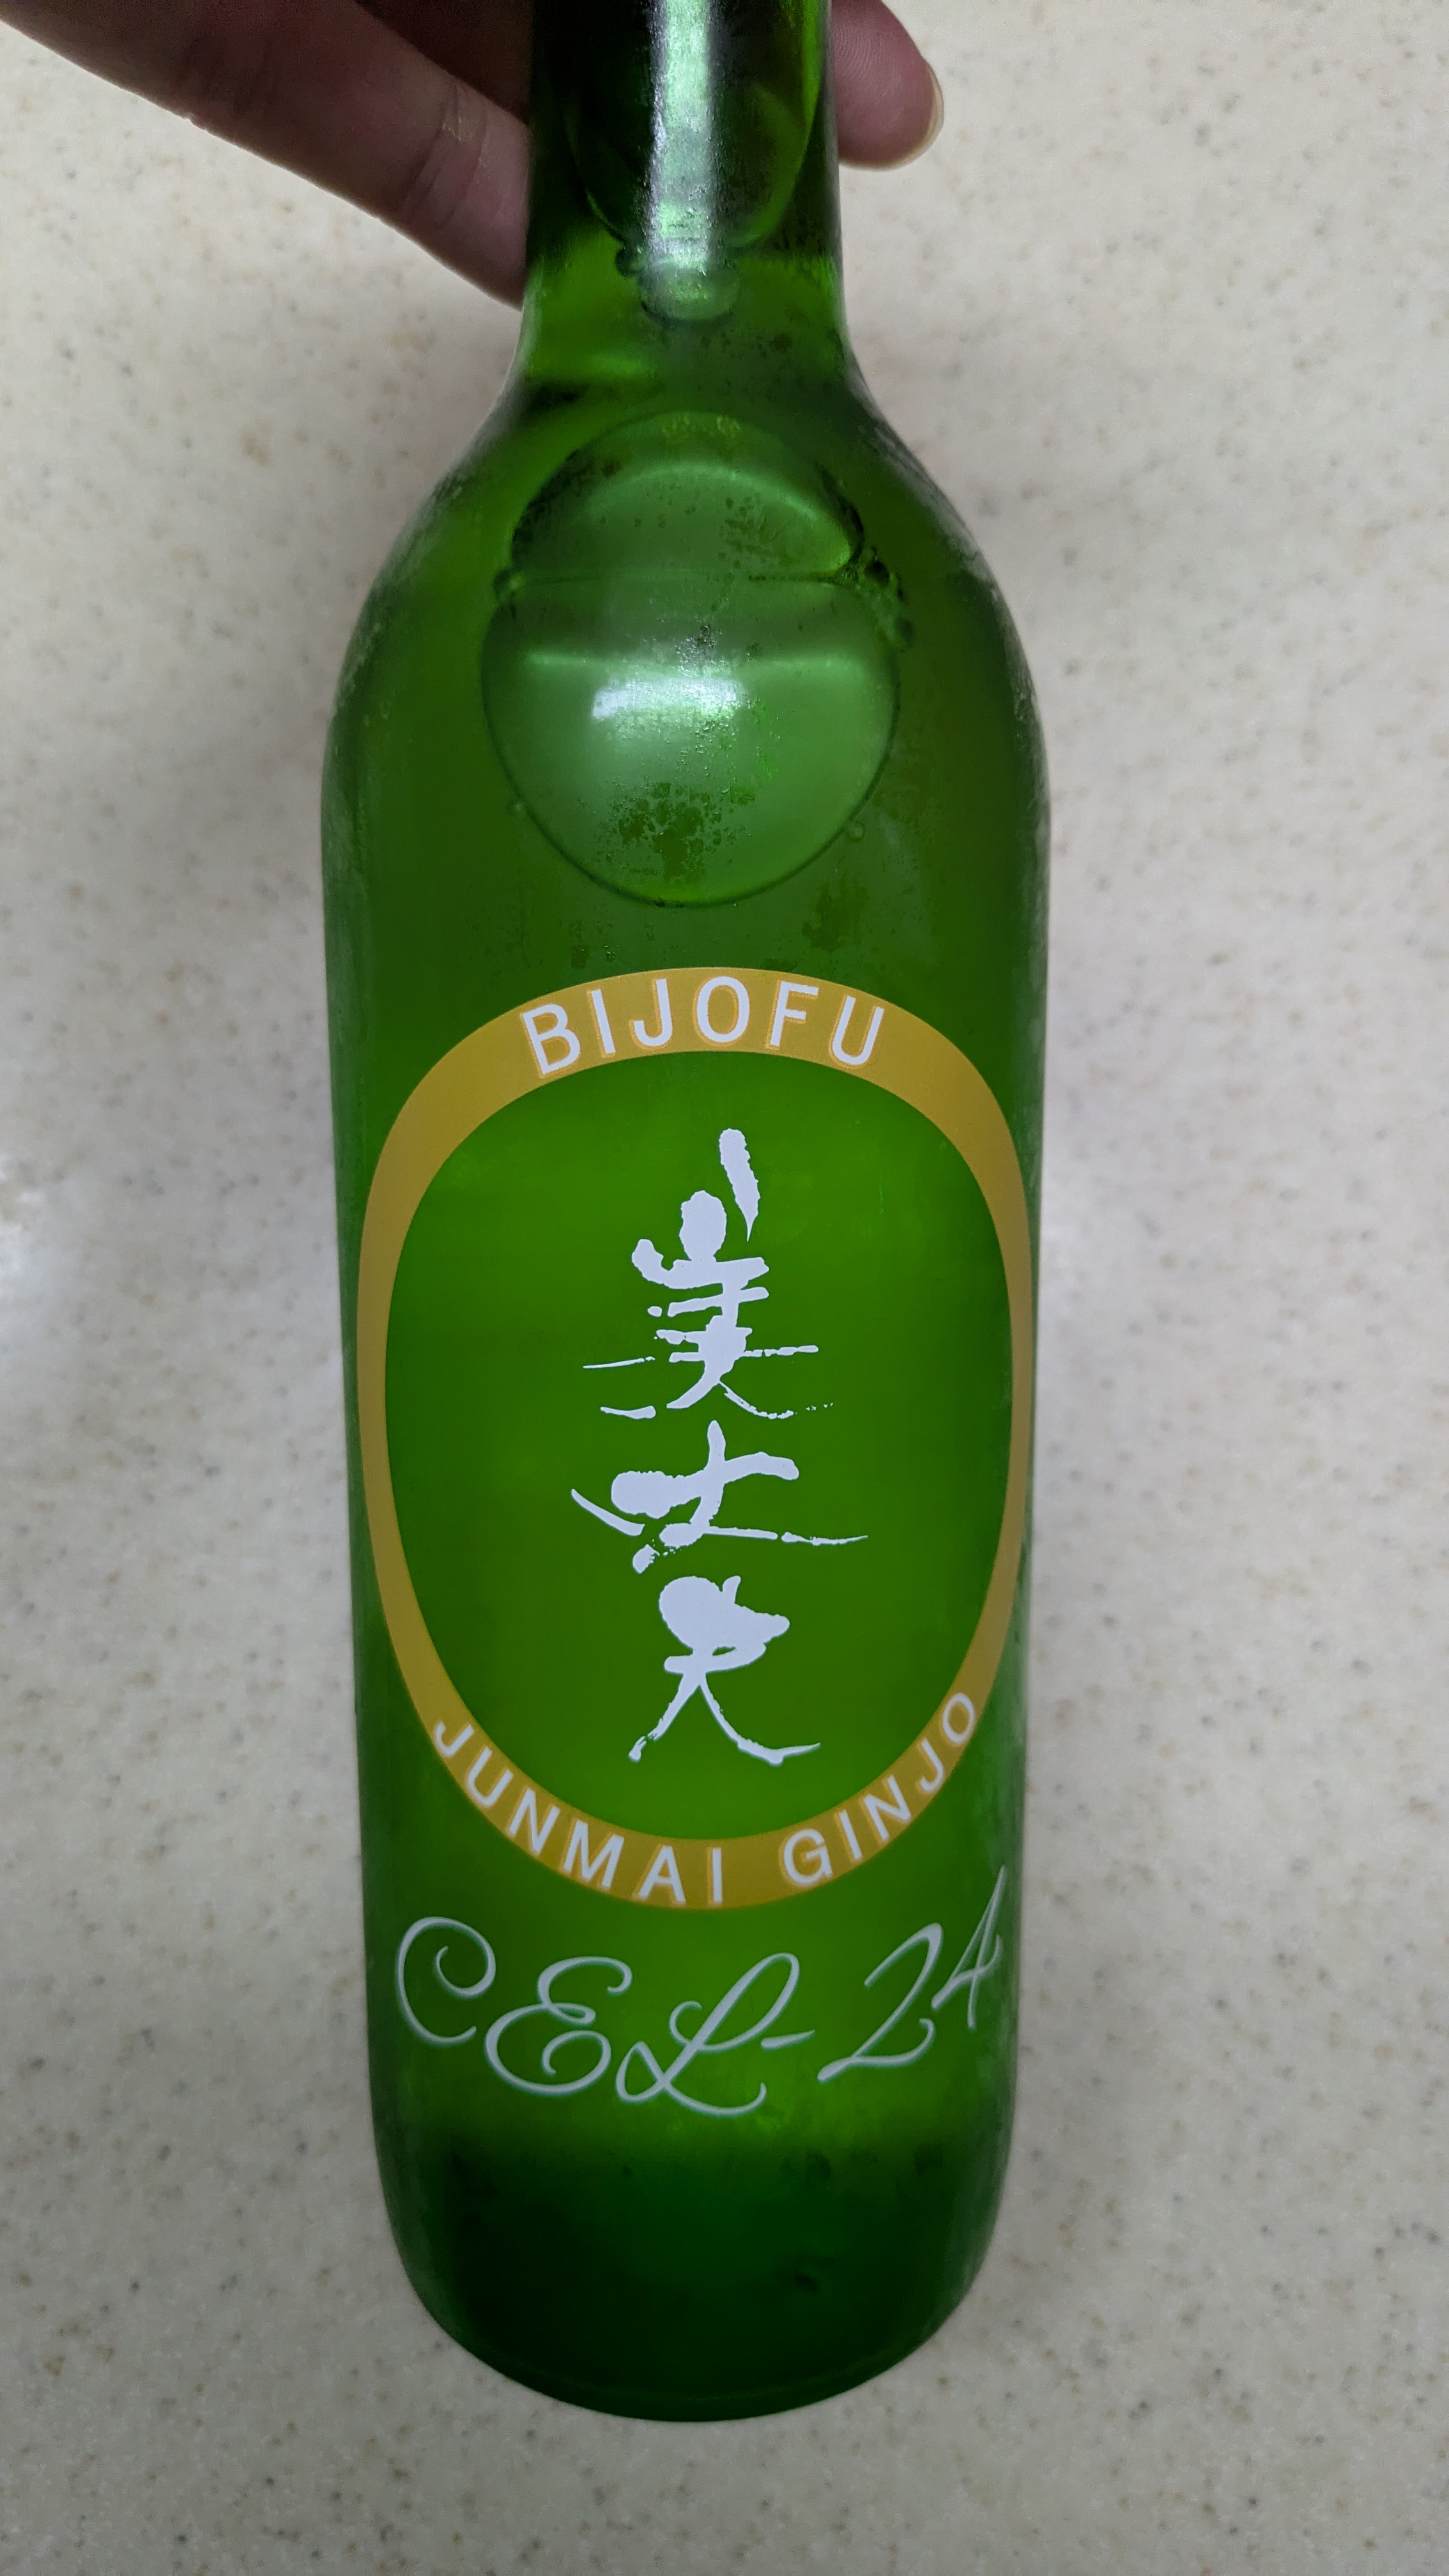 BIJOFU
美丈夫
JUNMAI GINJO
CEL-24